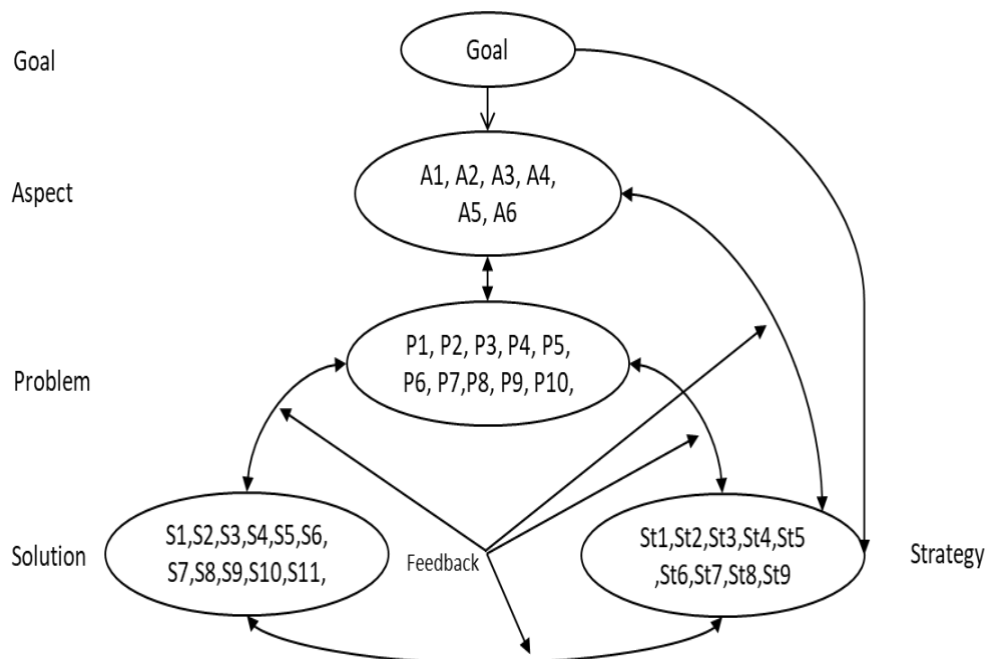 Goal
Goal
Aspect
A1, A2, A3, A4,
A5, A6
Problem
P1, P2, P3, P4, P5,
P6, P7,P8, P9, P10,
Solution
S1,S2,S3,S4,S5,S6,
S7,S8,S9,S10,S11,
Feedback
St1,St2,St3,St4,St5
,St6,St7,St8,St9
Strategy